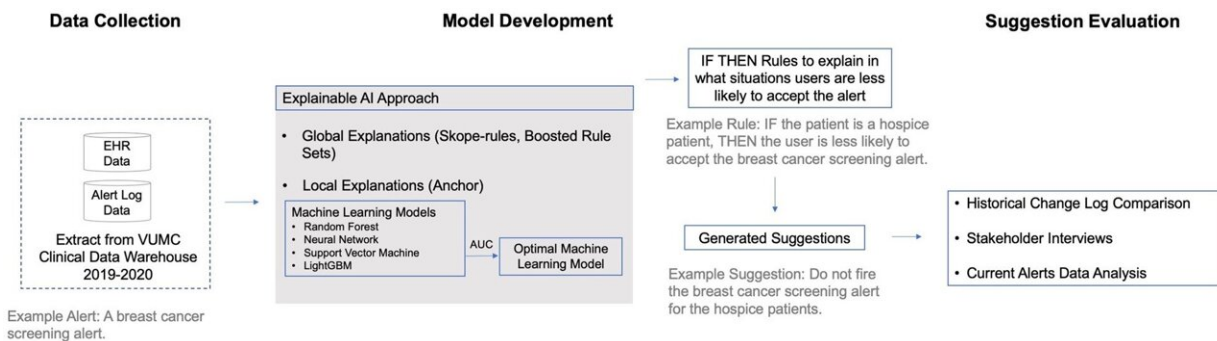 Data Collection
EHR
Data
Alert Log
Data
Extract from VUMC
Clinical Data Warehouse
2019-2020
Example Alert: A breast cancer
screening alert.
Model Development
Explainable AI Approach
• Global Explanations (Skope-rules, Boosted Rule
Sets)
• Local Explanations (Anchor)
Machine Learning Models
• Random Forest
• Neural Network
• Support Vector Machine
• LightGBM
AUC
Optimal Machine
Learning Model
IF THEN Rules to explain in
what situations users are less
likely to accept the alert
Example Rule: IF the patient is a hospice
patient, THEN the user is less likely to
accept the breast cancer screening alert.
Generated Suggestions
Example Suggestion: Do not fire
the breast cancer screening alert
for the hospice patients.
Suggestion Evaluation
• Historical Change Log Comparison
• Stakeholder Interviews
• Current Alerts Data Analysis